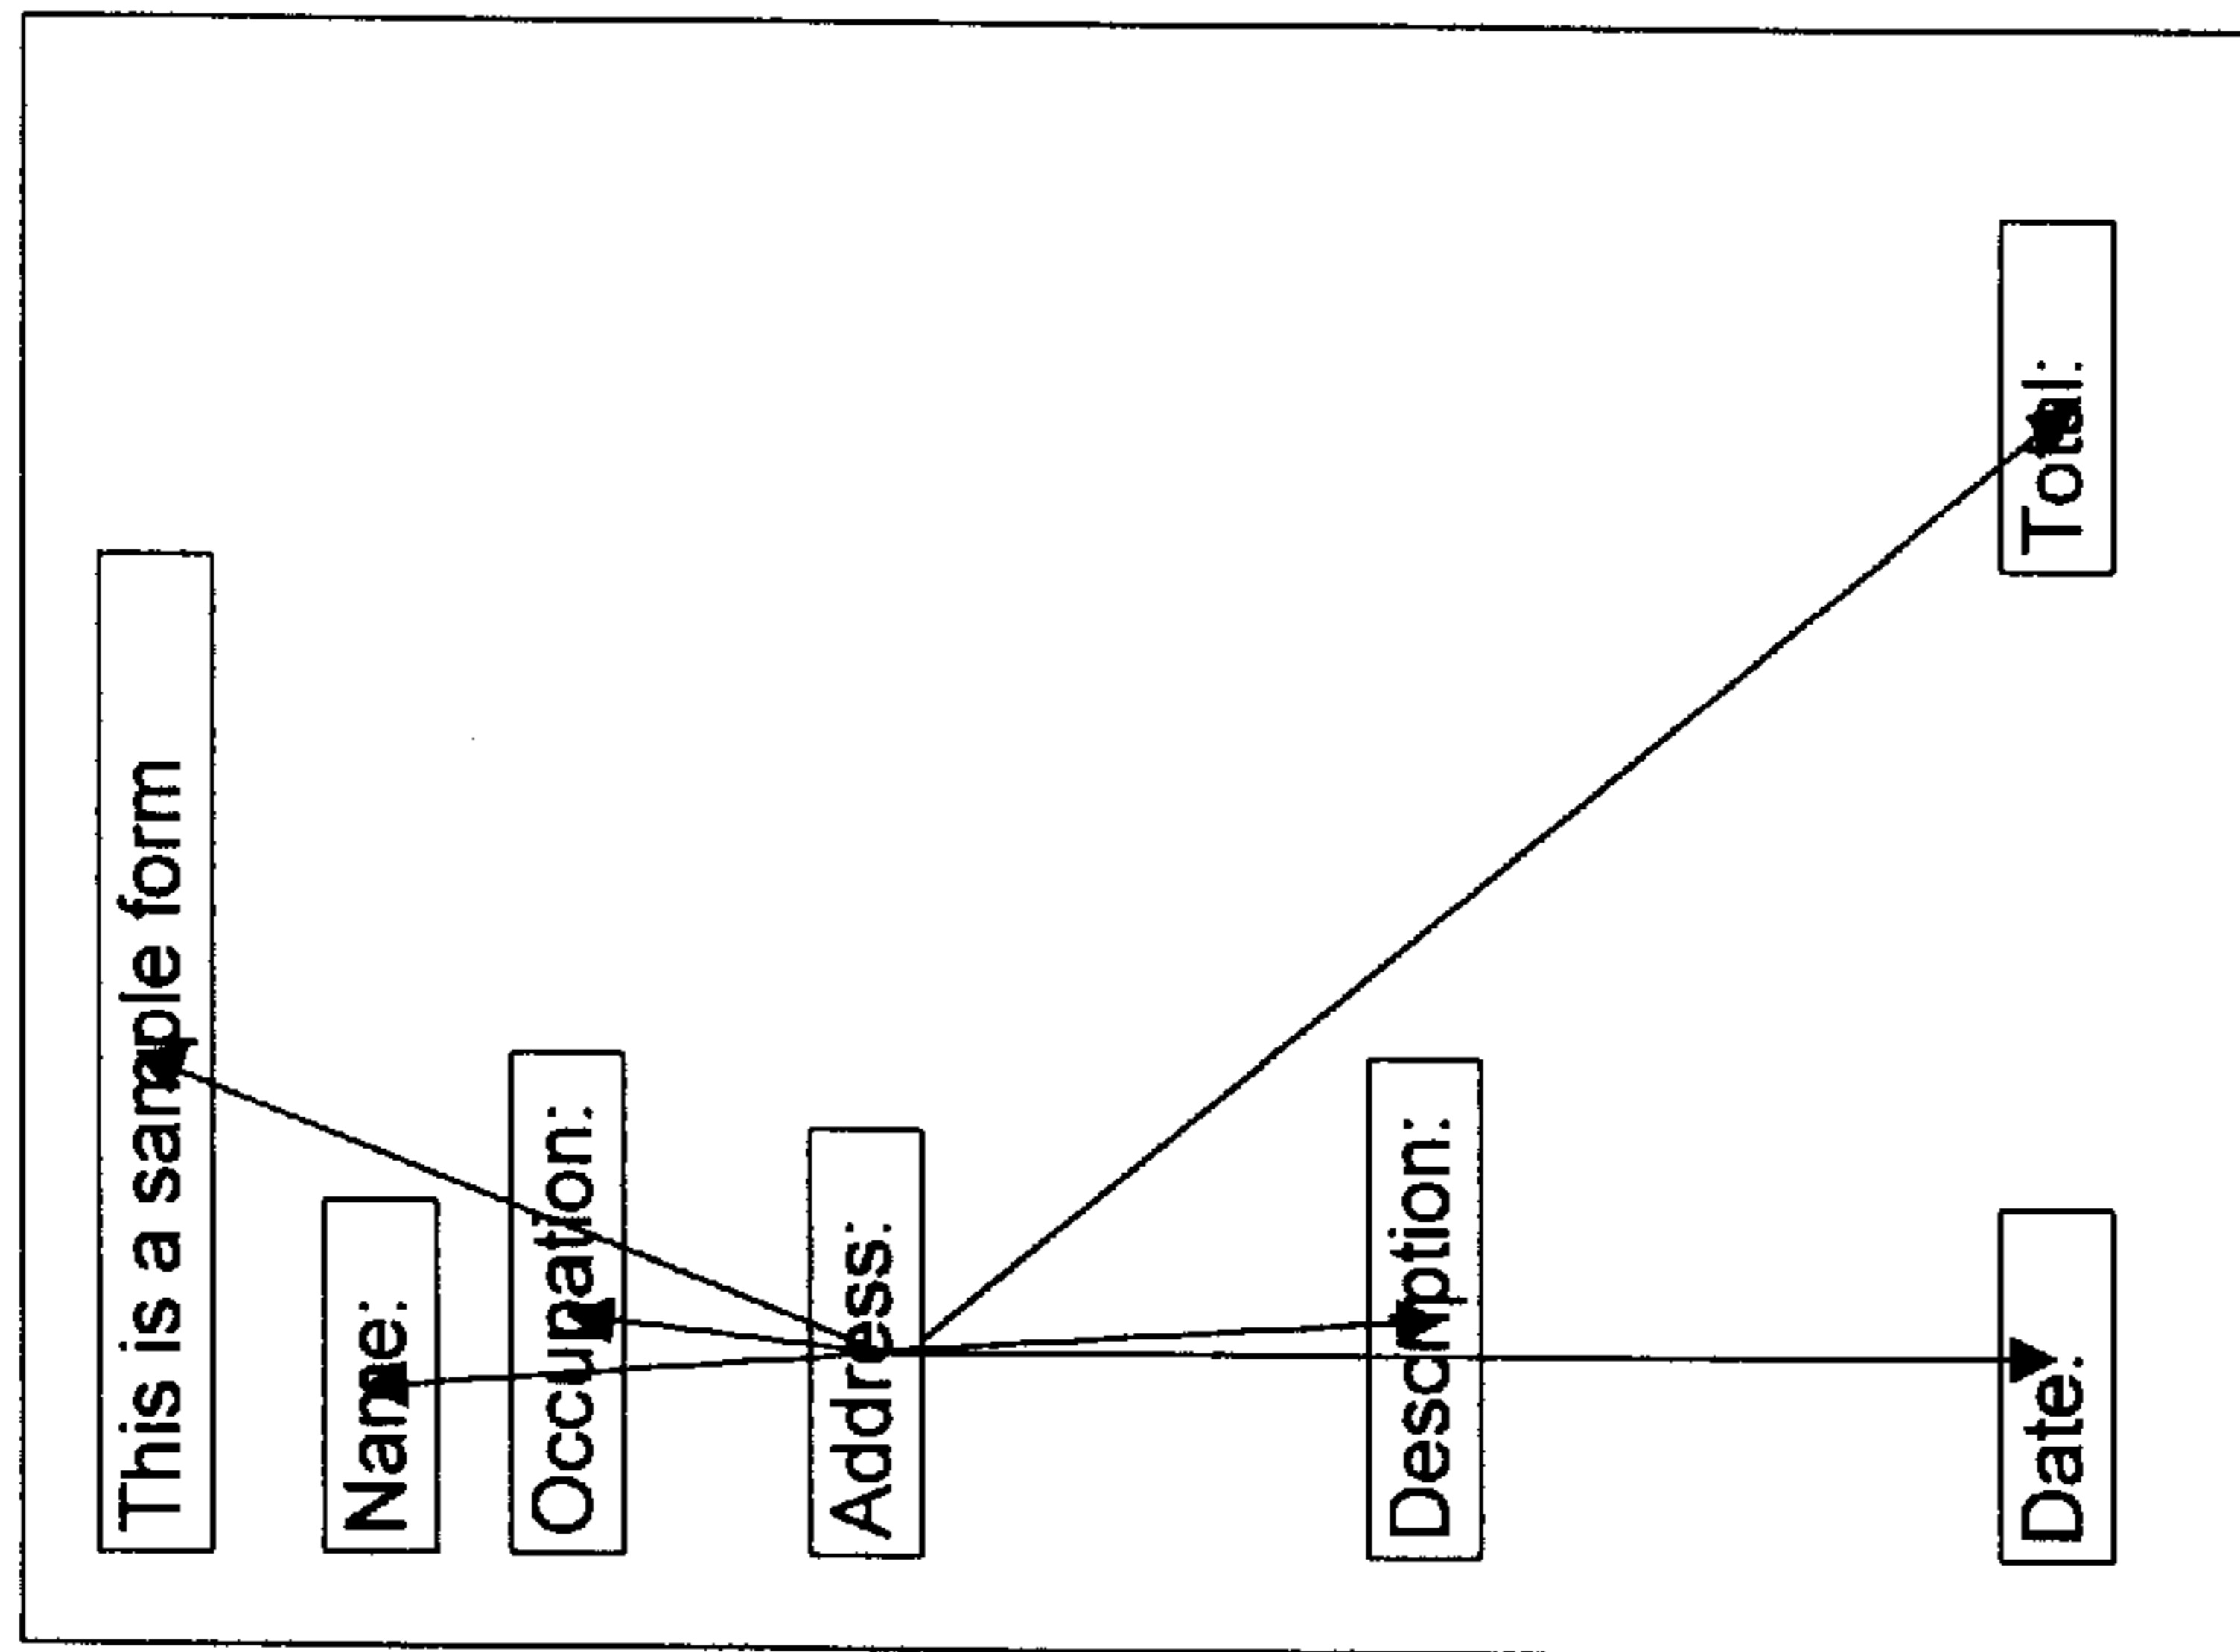 This is a sample form
Name:
Occupation:
Address:
Description:
Date:
Total: